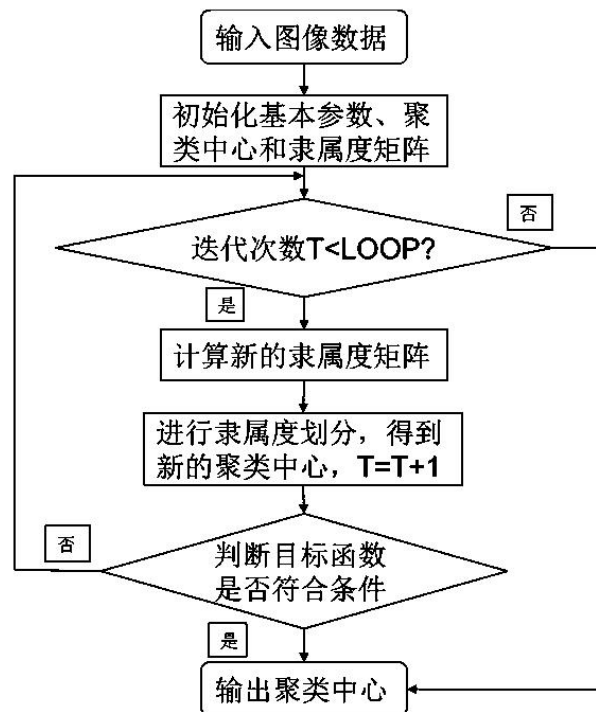 输入图像数据
初始化基本参数、聚
类中心和隶属度矩阵
否
迭代次数T<LOOP?
是
计算新的隶属度矩阵
进行隶属度划分，得到
新的聚类中心，T=T+1
否
判断目标函数
是否符合条件
是
输出聚类中心